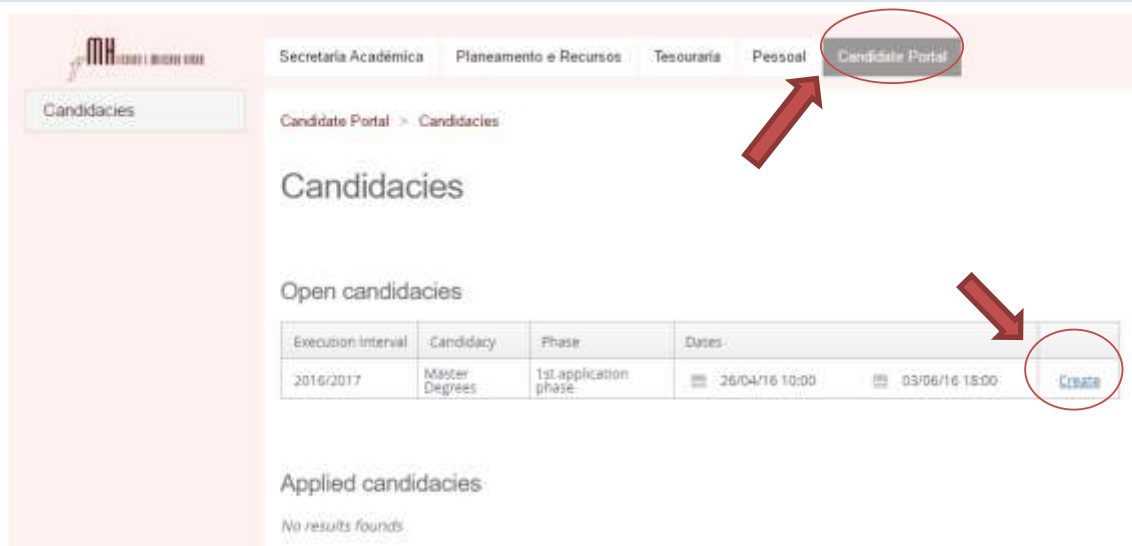 MH
Secretaria Académica Planeamento e Recursos Tesouraria Pessoal Candidate Portal
Candidacies
Candidate Portal > Candidacies
Candidacies
Open candidacies
Execution Interval Candidacy Phase Dates
2016/2017 Master Degrees 1st application phase 26/04/16 10:00 03/06/16 18:00 Create
Applied candidacies
No results founds